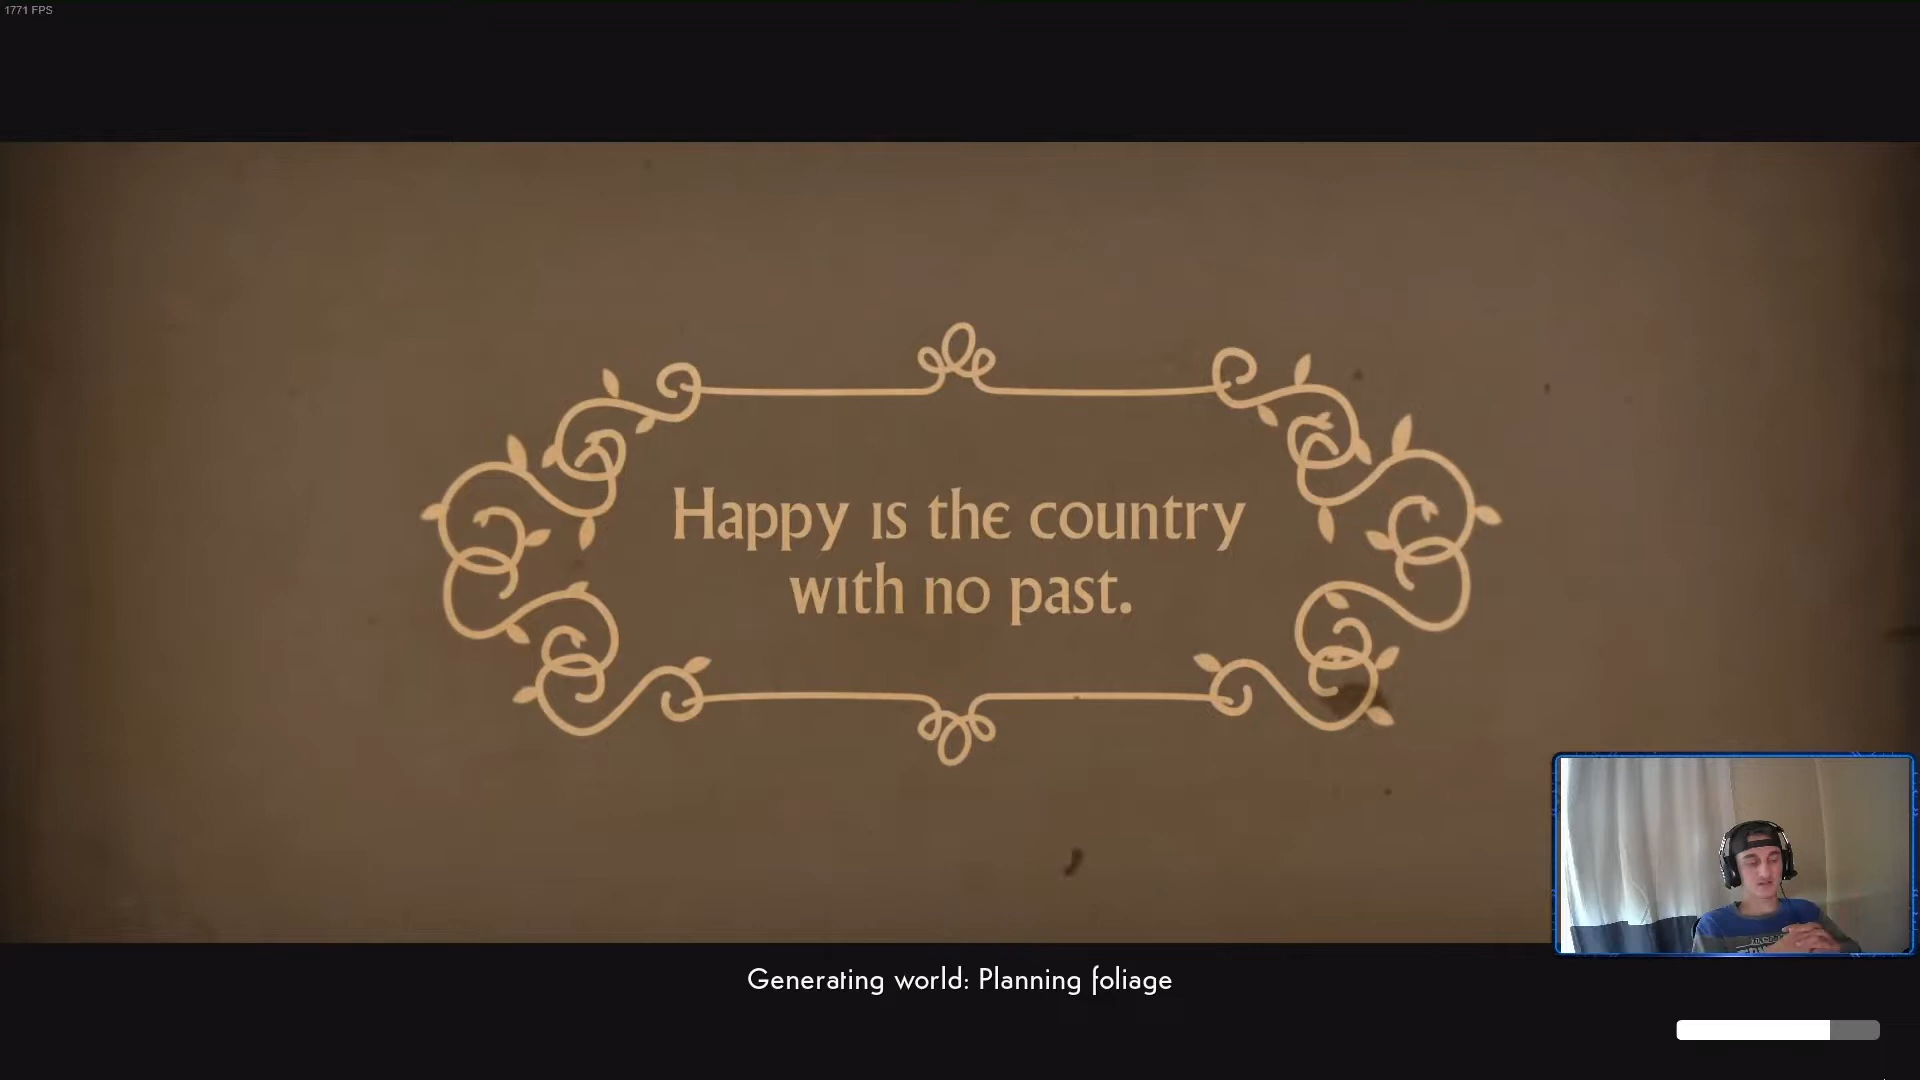 1771 FPS
Happy is the country
with no past.
Generating world: Planning foliage